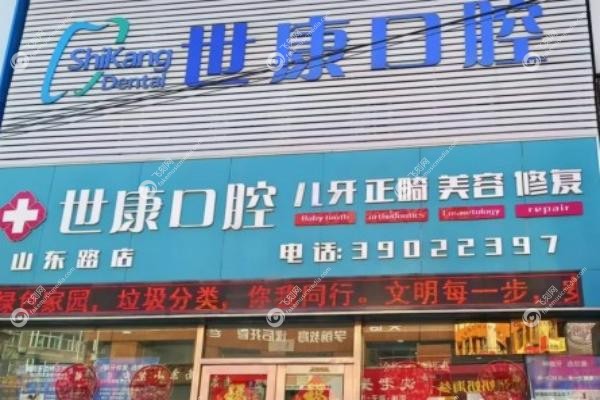 ShiKang Dental
世康口腔
世康口腔
儿牙 正畸 美容 修复
Baby teeth orthodontics Cosmetology repair
山东路店
电话:39022397
家园，垃圾分类，你我同行。文明每一步，